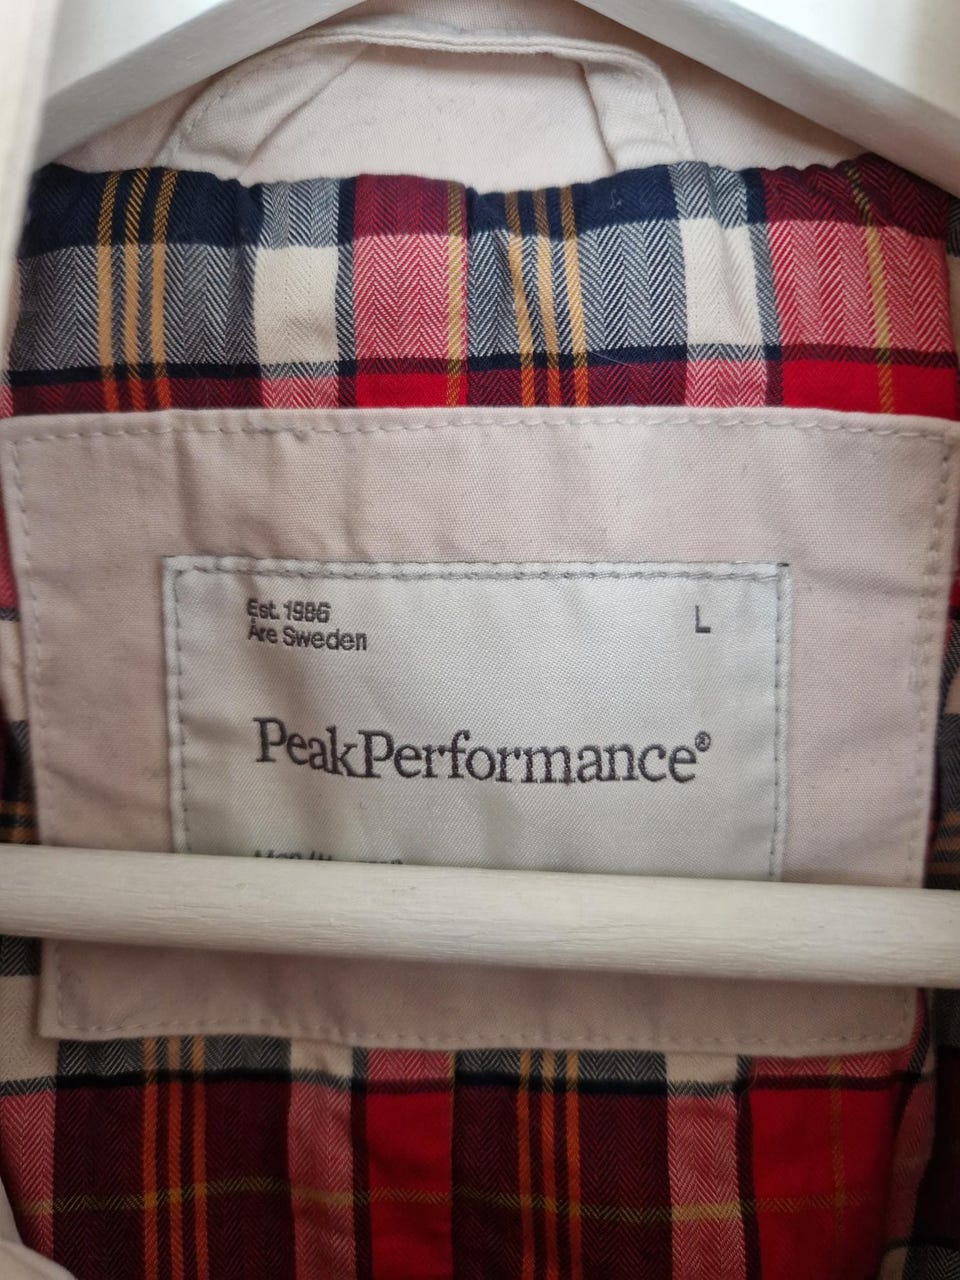 Est. 1986
Åre Sweden
L
PeakPerformance®